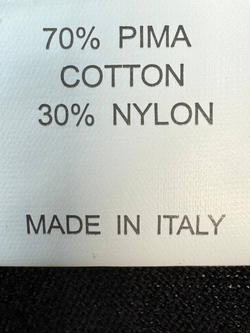 70% PIMA
COTTON
30% NYLON
MADE IN ITALY